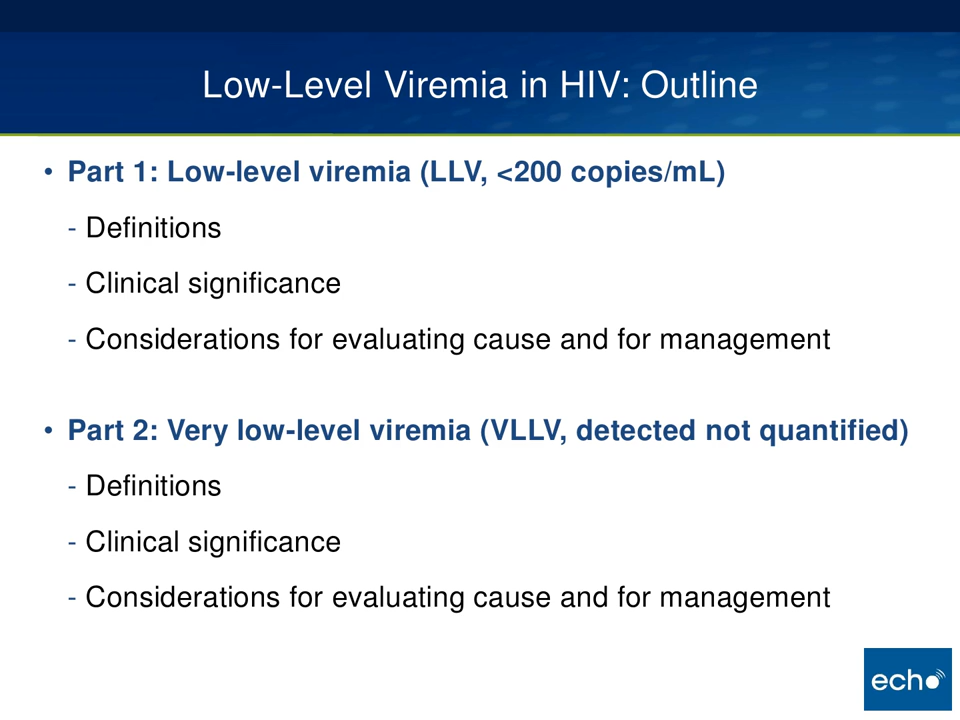 Low-Level Viremia in HIV: Outline
• Part 1: Low-level viremia (LLV, <200 copies/mL)
- Definitions
- Clinical significance
- Considerations for evaluating cause and for management
• Part 2: Very low-level viremia (VLLV, detected not quantified)
- Definitions
- Clinical significance
- Considerations for evaluating cause and for management
echo